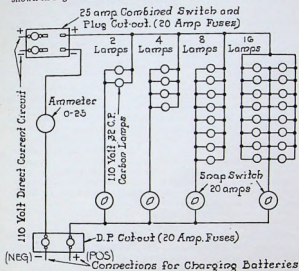 25 amp Combined Switch and
Plug Cut-out. (20 Amp. Fuses)
+
-
2
Lamps
4
Lamps
8
Lamps
16
Lamps
Ammeter
0-25
110 Volt Direct Current Circuit
110 Volt 32 C.P.
Carbon Lamps
Snap Switch
20 amps
D.P. Cut-out (20 Amp. Fuses)
(NEG) - + (POS)
Connections for Charging Batteries